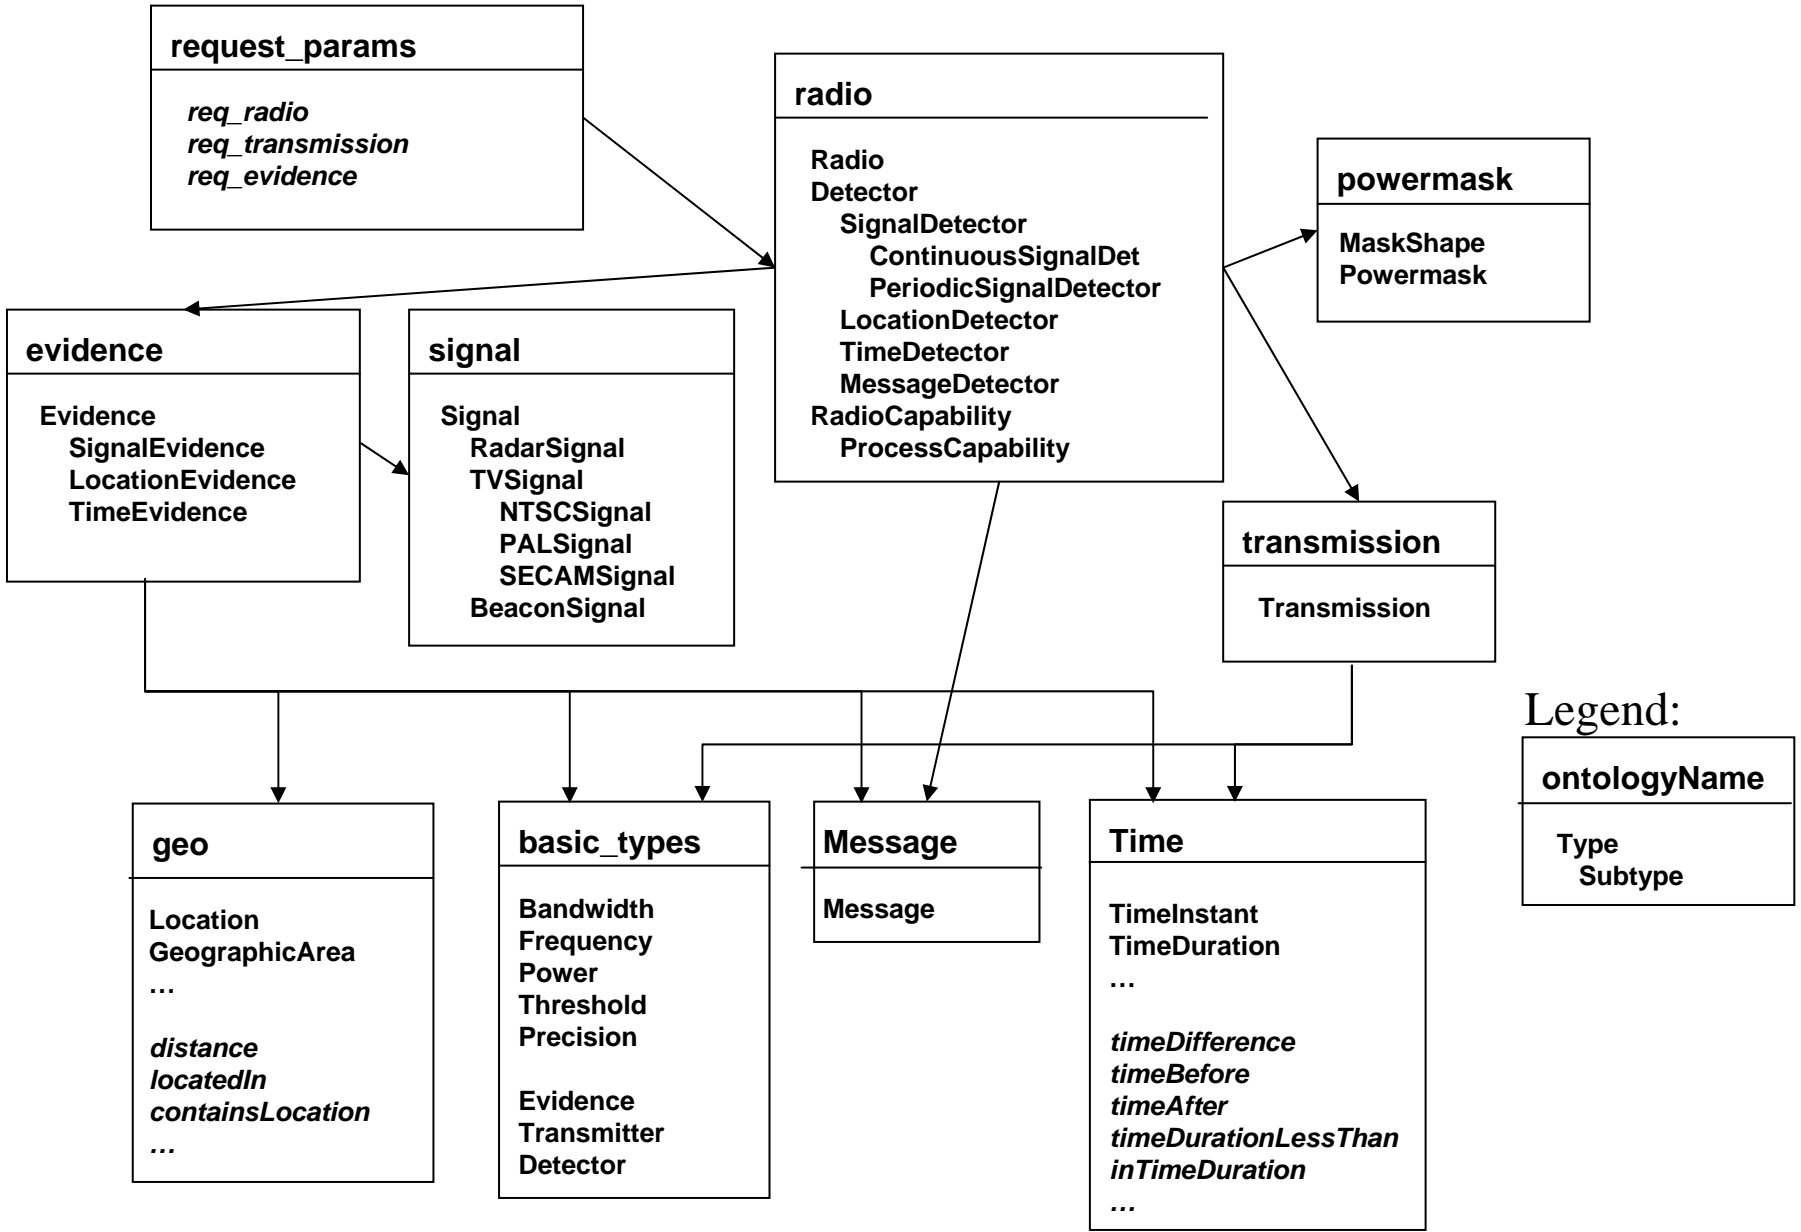 request_params
req_radio
req_transmission
req_evidence
radio
Radio
Detector
SignalDetector
ContinuousSignalDet
PeriodicSignalDetector
LocationDetector
TimeDetector
MessageDetector
RadioCapability
ProcessCapability
powermask
MaskShape
Powermask
evidence
Evidence
SignalEvidence
LocationEvidence
TimeEvidence
signal
Signal
RadarSignal
TVSignal
NTSCSignal
PALSignal
SECAMSignal
BeaconSignal
transmission
Transmission
Legend:
ontologyName
Type
Subtype
geo
Location
GeographicArea
…
distance
locatedIn
containsLocation
…
basic_types
Bandwidth
Frequency
Power
Threshold
Precision
Evidence
Transmitter
Detector
Message
Message
Time
TimeInstant
TimeDuration
…
timeDifference
timeBefore
timeAfter
timeDurationLessThan
inTimeDuration
…